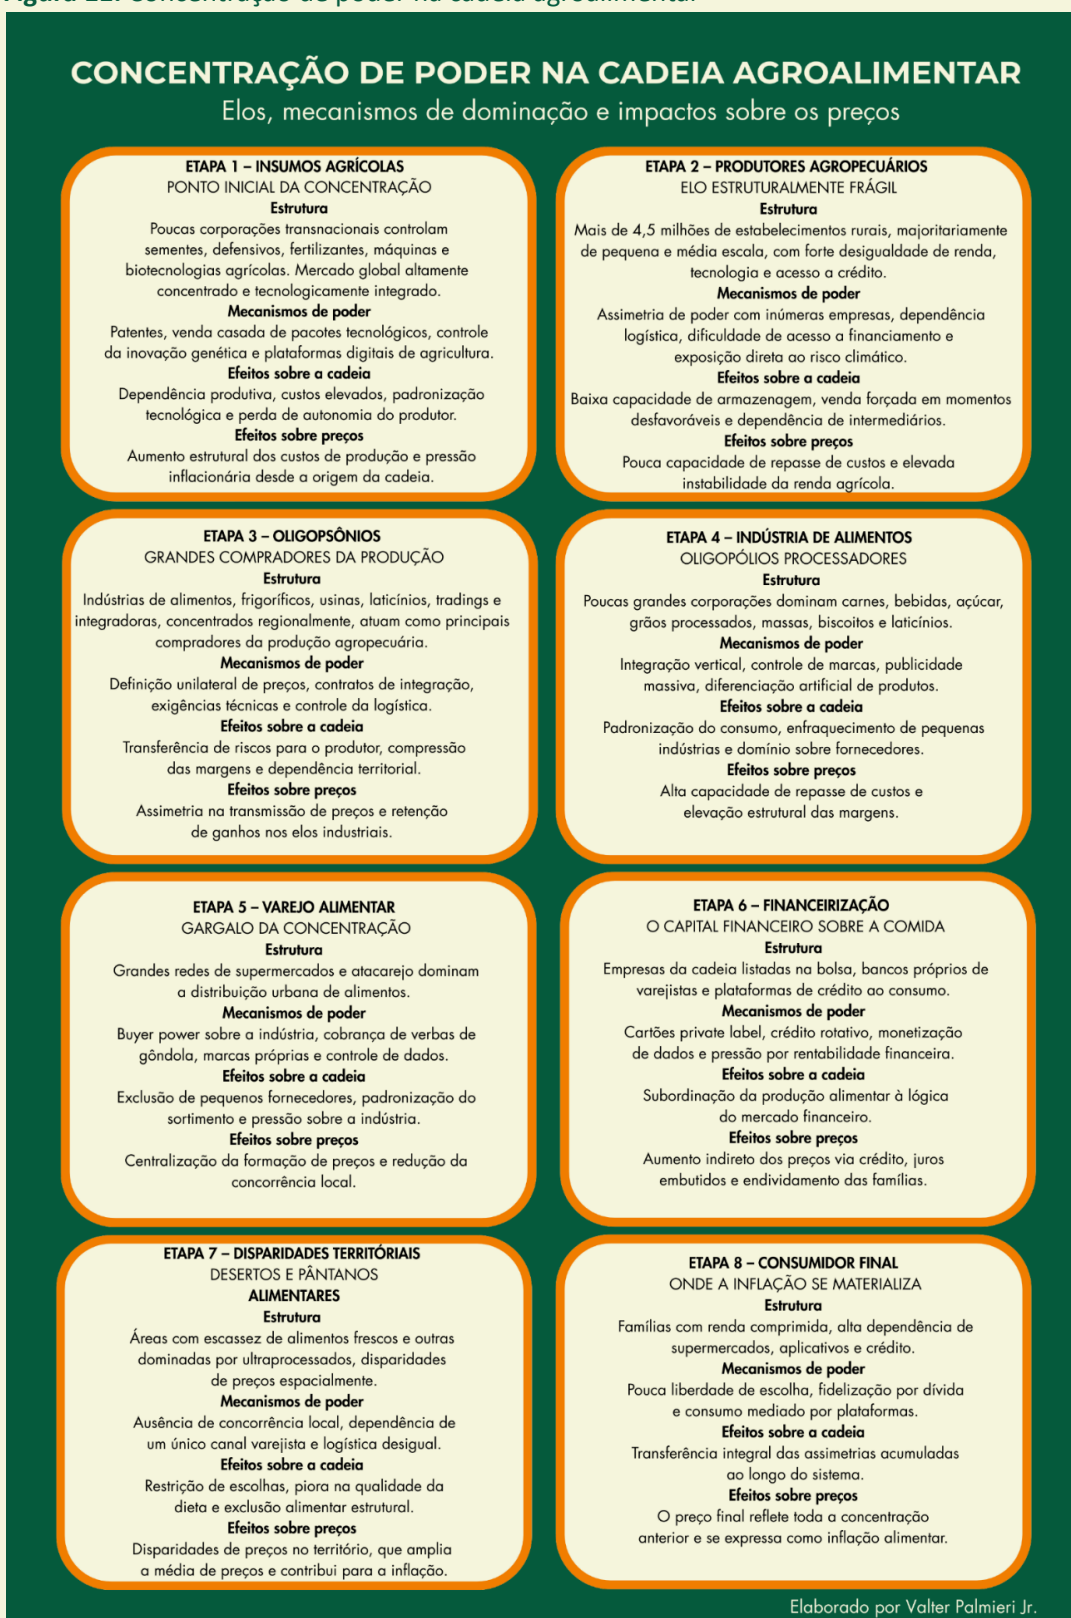 Figura 11. Concentração de poder na cadeia agroalimentar
CONCENTRAÇÃO DE PODER NA CADEIA AGROALIMENTAR
Elos, mecanismos de dominação e impactos sobre os preços
ETAPA 1 – INSUMOS AGRÍCOLAS
PONTO INICIAL DA CONCENTRAÇÃO
Estrutura
Poucas corporações transnacionais controlam
sementes, defensivos, fertilizantes, máquinas e
biotecnologias agrícolas. Mercado global altamente
concentrado e tecnologicamente integrado.
Mecanismos de poder
Patentes, venda casada de pacotes tecnológicos, controle
da inovação genética e plataformas digitais de agricultura.
Efeitos sobre a cadeia
Dependência produtiva, custos elevados, padronização
tecnológica e perda de autonomia do produtor.
Efeitos sobre preços
Aumento estrutural dos custos de produção e pressão
inflacionária desde a origem da cadeia.
ETAPA 2 – PRODUTORES AGROPECUÁRIOS
ELO ESTRUTURALMENTE FRÁGIL
Estrutura
Mais de 4,5 milhões de estabelecimentos rurais, majoritariamente
de pequena e média escala, com forte desigualdade de renda,
tecnologia e acesso a crédito.
Mecanismos de poder
Assimetria de poder com inúmeras empresas, dependência
logística, dificuldade de acesso a financiamento e
exposição direta ao risco climático.
Efeitos sobre a cadeia
Baixa capacidade de armazenagem, venda forçada em momentos
desfavoráveis e dependência de intermediários.
Efeitos sobre preços
Pouca capacidade de repasse de custos e elevada
instabilidade da renda agrícola.
ETAPA 3 – OLIGOPSÔNIOS
GRANDES COMPRADORES DA PRODUÇÃO
Estrutura
Indústrias de alimentos, frigoríficos, usinas, laticínios, tradings e
integradoras, concentrados regionalmente, atuam como principais
compradores da produção agropecuária.
Mecanismos de poder
Definição unilateral de preços, contratos de integração,
exigências técnicas e controle da logística.
Efeitos sobre a cadeia
Transferência de riscos para o produtor, compressão
das margens e dependência territorial.
Efeitos sobre preços
Assimetria na transmissão de preços e retenção
de ganhos nos elos industriais.
ETAPA 4 – INDÚSTRIA DE ALIMENTOS
OLIGOPÓLIOS PROCESSADORES
Estrutura
Poucas grandes corporações dominam carnes, bebidas, açúcar,
grãos processados, massas, biscoitos e laticínios.
Mecanismos de poder
Integração vertical, controle de marcas, publicidade
massiva, diferenciação artificial de produtos.
Efeitos sobre a cadeia
Padronização do consumo, enfraquecimento de pequenas
indústrias e domínio sobre fornecedores.
Efeitos sobre preços
Alta capacidade de repasse de custos e
elevação estrutural das margens.
ETAPA 5 – VAREJO ALIMENTAR
GARGALO DA CONCENTRAÇÃO
Estrutura
Grandes redes de supermercados e atacarejo dominam
a distribuição urbana de alimentos.
Mecanismos de poder
Buyer power sobre a indústria, cobrança de verbas de
gôndola, marcas próprias e controle de dados.
Efeitos sobre a cadeia
Exclusão de pequenos fornecedores, padronização do
sortimento e pressão sobre a indústria.
Efeitos sobre preços
Centralização da formação de preços e redução da
concorrência local.
ETAPA 6 – FINANCEIRIZAÇÃO
O CAPITAL FINANCEIRO SOBRE A COMIDA
Estrutura
Empresas da cadeia listadas na bolsa, bancos próprios de
varejistas e plataformas de crédito ao consumo.
Mecanismos de poder
Cartões private label, crédito rotativo, monetização
de dados e pressão por rentabilidade financeira.
Efeitos sobre a cadeia
Subordinação da produção alimentar à lógica
do mercado financeiro.
Efeitos sobre preços
Aumento indireto dos preços via crédito, juros
embutidos e endividamento das famílias.
ETAPA 7 – DISPARIDADES TERRITÓRIAIS
DESERTOS E PÂNTANOS
ALIMENTARES
Estrutura
Áreas com escassez de alimentos frescos e outras
dominadas por ultraprocessados, disparidades
de preços espacialmente.
Mecanismos de poder
Ausência de concorrência local, dependência de
um único canal varejista e logística desigual.
Efeitos sobre a cadeia
Restrição de escolhas, piora na qualidade da
dieta e exclusão alimentar estrutural.
Efeitos sobre preços
Disparidades de preços no território, que amplia
a média de preços e contribui para a inflação.
ETAPA 8 – CONSUMIDOR FINAL
ONDE A INFLAÇÃO SE MATERIALIZA
Estrutura
Famílias com renda comprimida, alta dependência de
supermercados, aplicativos e crédito.
Mecanismos de poder
Pouca liberdade de escolha, fidelização por dívida
e consumo mediado por plataformas.
Efeitos sobre a cadeia
Transferência integral das assimetrias acumuladas
ao longo do sistema.
Efeitos sobre preços
O preço final reflete toda a concentração
anterior e se expressa como inflação alimentar.
Elaborado por Valter Palmieri Jr.